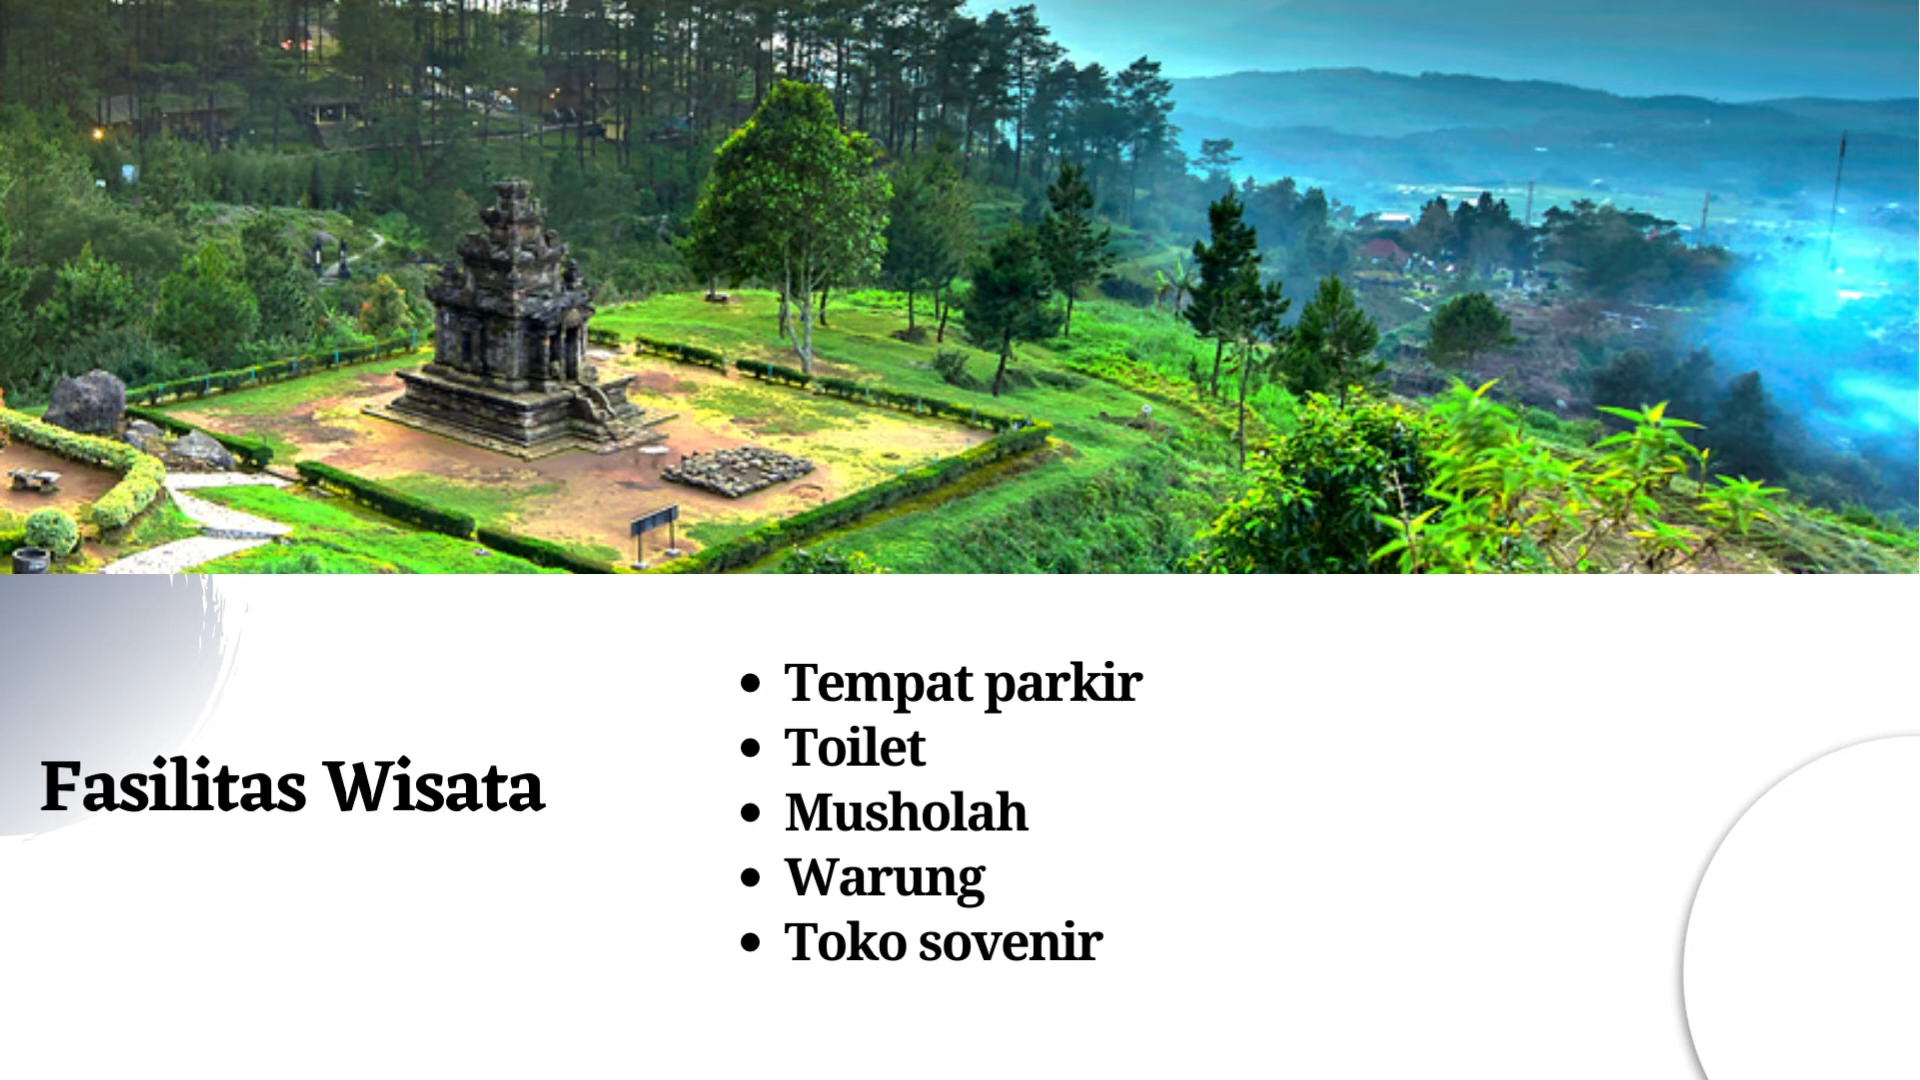 Fasilitas Wisata
• Tempat parkir
• Toilet
• Musholah
• Warung
• Toko sovenir